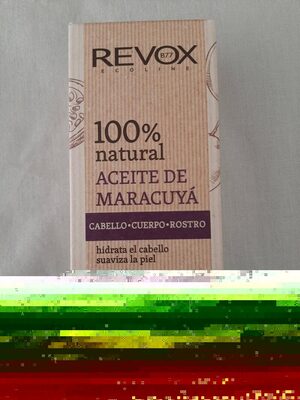 REVOX
B77
ECOLINE
100%
natural
ACEITE DE
MARACUYÁ
CABELLO•CUERPO•ROSTRO
hidrata el cabello
suaviza la piel